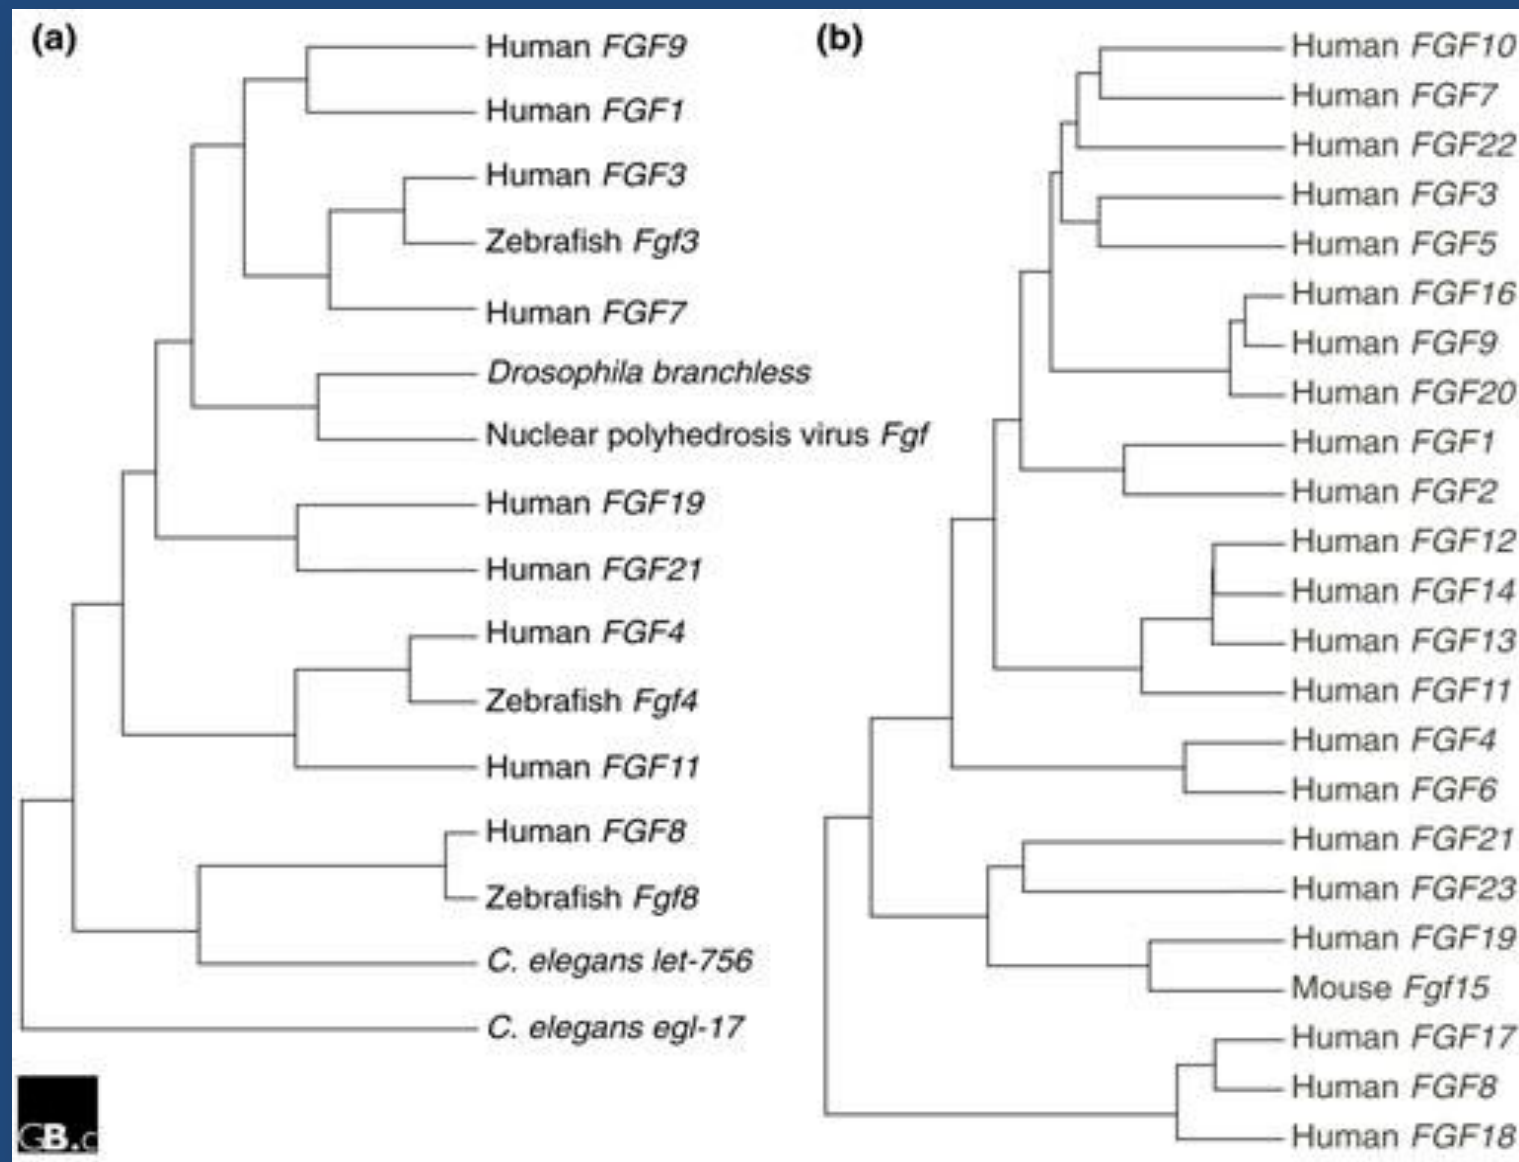 (a)
Human FGF9
Human FGF1
Human FGF3
Zebrafish Fgf3
Human FGF7
Drosophila branchless
Nuclear polyhedrosis virus Fgf
Human FGF19
Human FGF21
Human FGF4
Zebrafish Fgf4
Human FGF11
Human FGF8
Zebrafish Fgf8
C. elegans let-756
C. elegans egl-17
GB.c
(b)
Human FGF10
Human FGF7
Human FGF22
Human FGF3
Human FGF5
Human FGF16
Human FGF9
Human FGF20
Human FGF1
Human FGF2
Human FGF12
Human FGF14
Human FGF13
Human FGF11
Human FGF4
Human FGF6
Human FGF21
Human FGF23
Human FGF19
Mouse Fgf15
Human FGF17
Human FGF8
Human FGF18